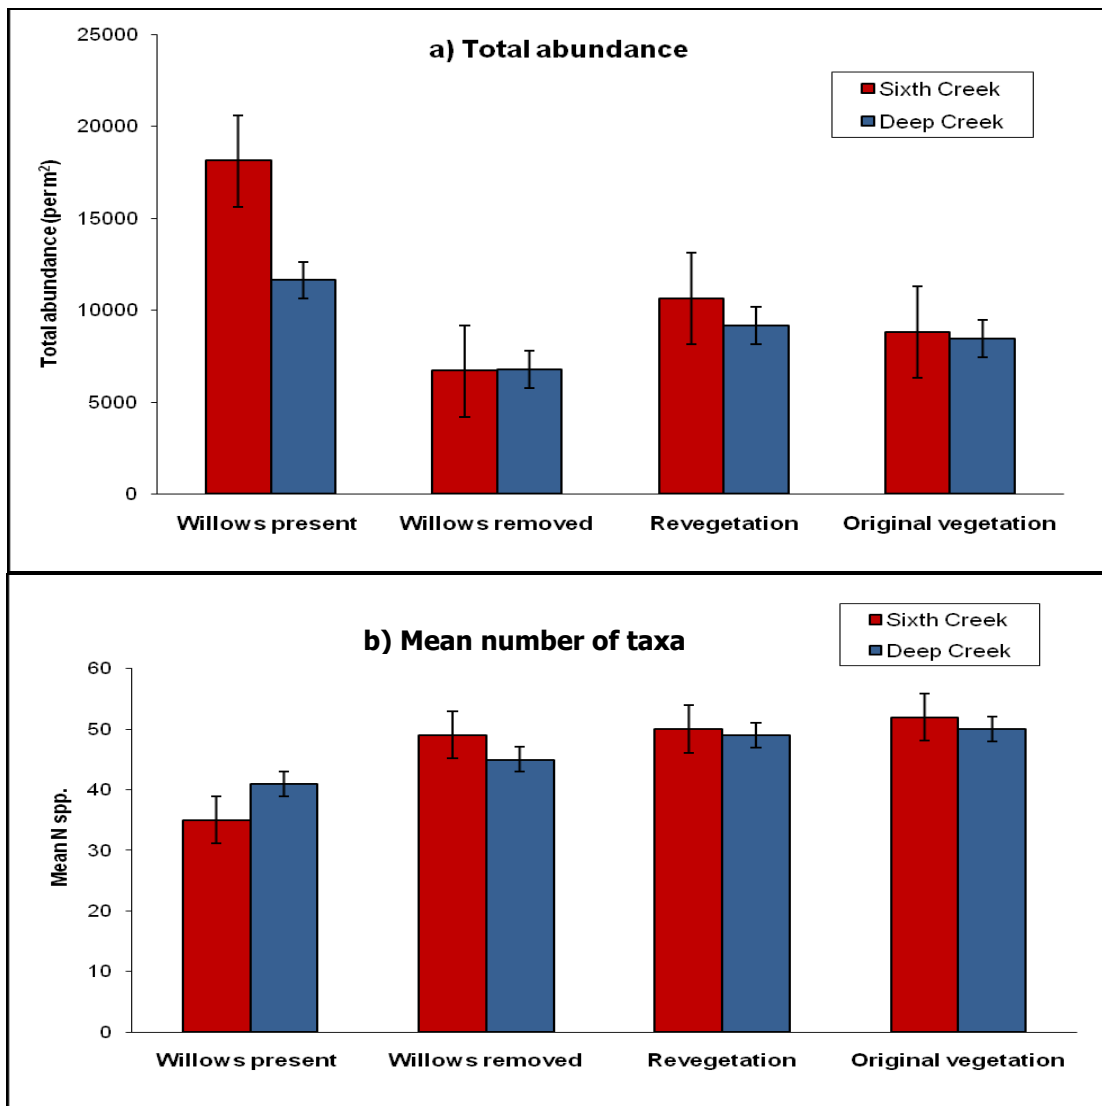 a) Total abundance
Sixth Creek
Deep Creek
Total abundance (per m²)
25000
20000
15000
10000
5000
0
Willows present Willows removed Revegetation Original vegetation
b) Mean number of taxa
Sixth Creek
Deep Creek
Mean N spp.
60
50
40
30
20
10
0
Willows present Willows removed Revegetation Original vegetation